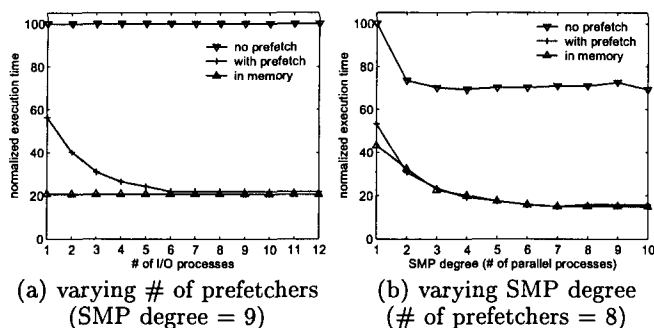 no prefetch
with prefetch
in memory
normalized execution time
100
80
60
40
20
0
1 2 3 4 5 6 7 8 9 10 11 12
# of I/O processes
(a) varying # of prefetchers
(SMP degree = 9)
no prefetch
with prefetch
in memory
normalized execution time
100
80
60
40
20
0
1 2 3 4 5 6 7 8 9 10
SMP degree (# of parallel processes)
(b) varying SMP degree
(# of prefetchers = 8)